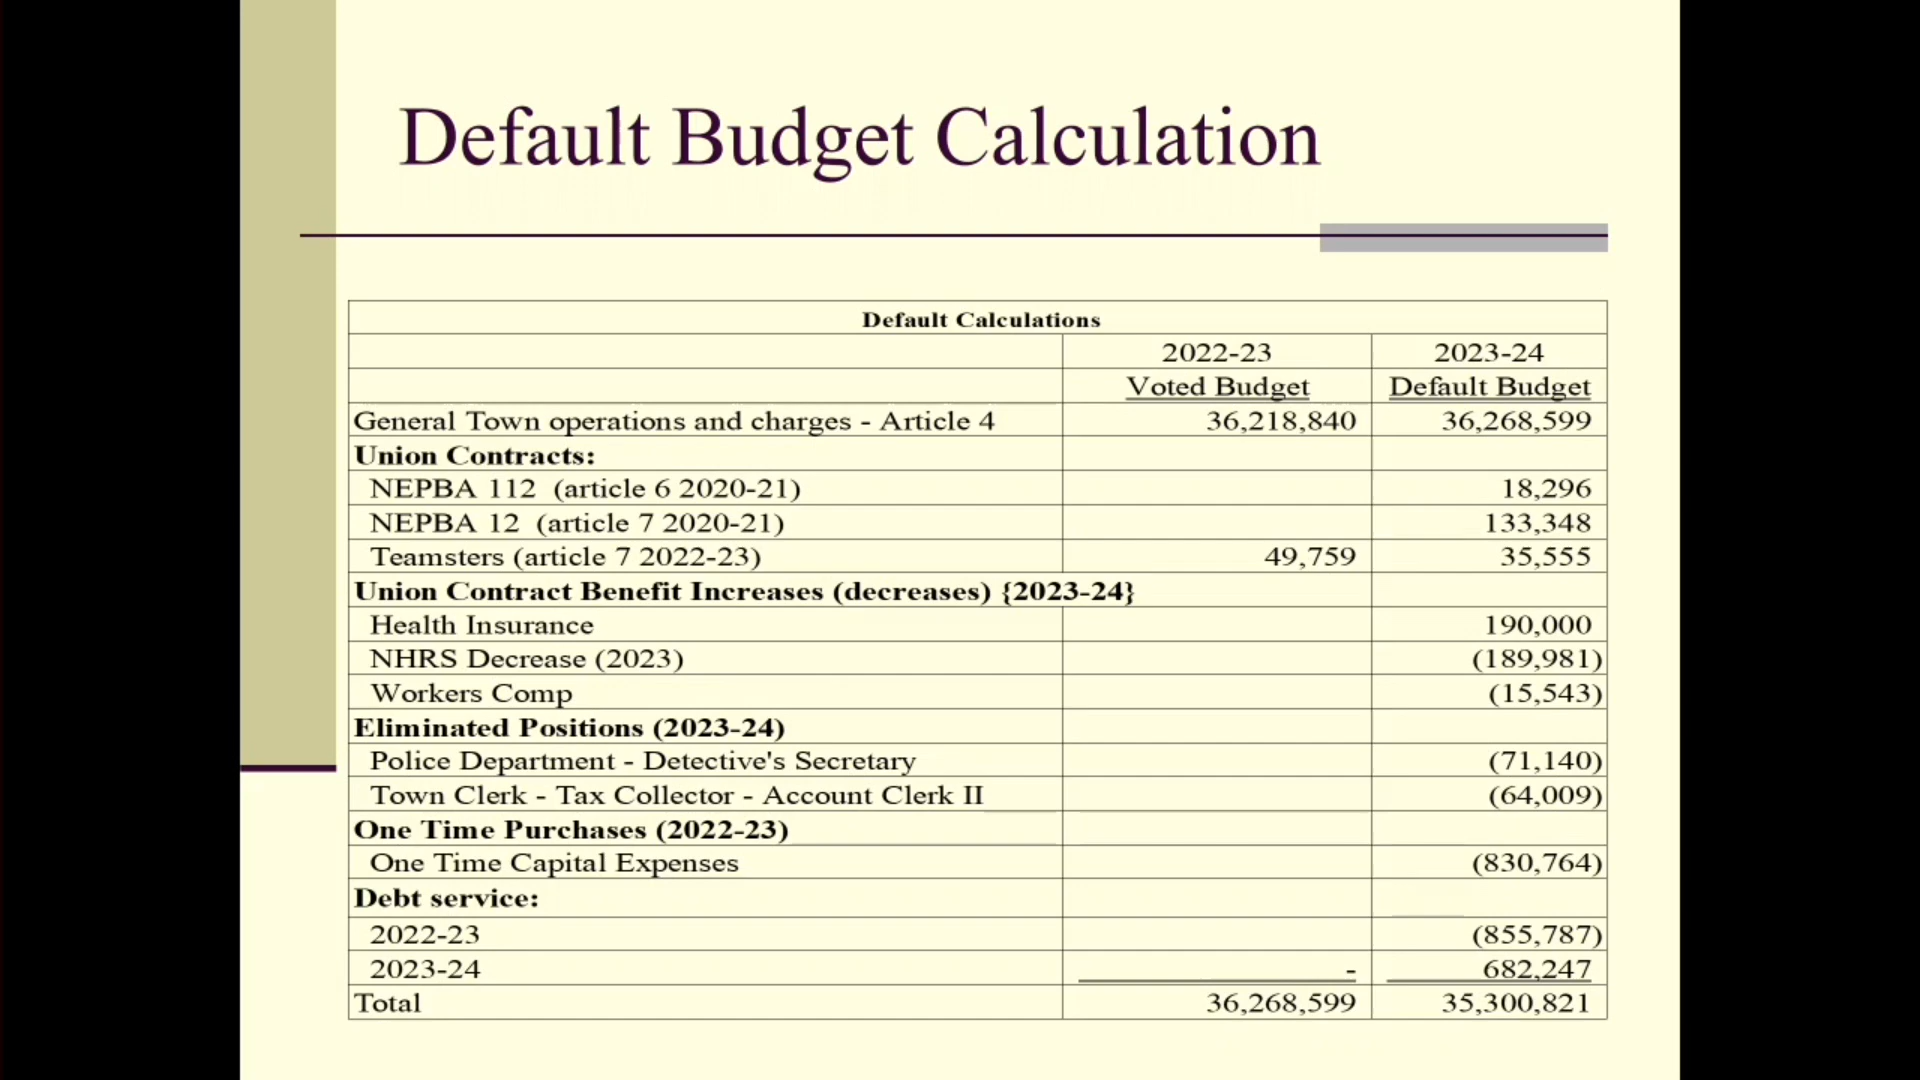 Default Budget Calculation
Default Calculations
2022-23 2023-24
Voted Budget Default Budget
General Town operations and charges - Article 4 36,218,840 36,268,599
Union Contracts:
NEPBA 112 (article 6 2020-21) 18,296
NEPBA 12 (article 7 2020-21) 133,348
Teamsters (article 7 2022-23) 49,759 35,555
Union Contract Benefit Increases (decreases) {2023-24}
Health Insurance 190,000
NHRS Decrease (2023) (189,981)
Workers Comp (15,543)
Eliminated Positions (2023-24)
Police Department - Detective's Secretary (71,140)
Town Clerk - Tax Collector - Account Clerk II (64,009)
One Time Purchases (2022-23)
One Time Capital Expenses (830,764)
Debt service:
2022-23 (855,787)
2023-24 - 682,247
Total 36,268,599 35,300,821